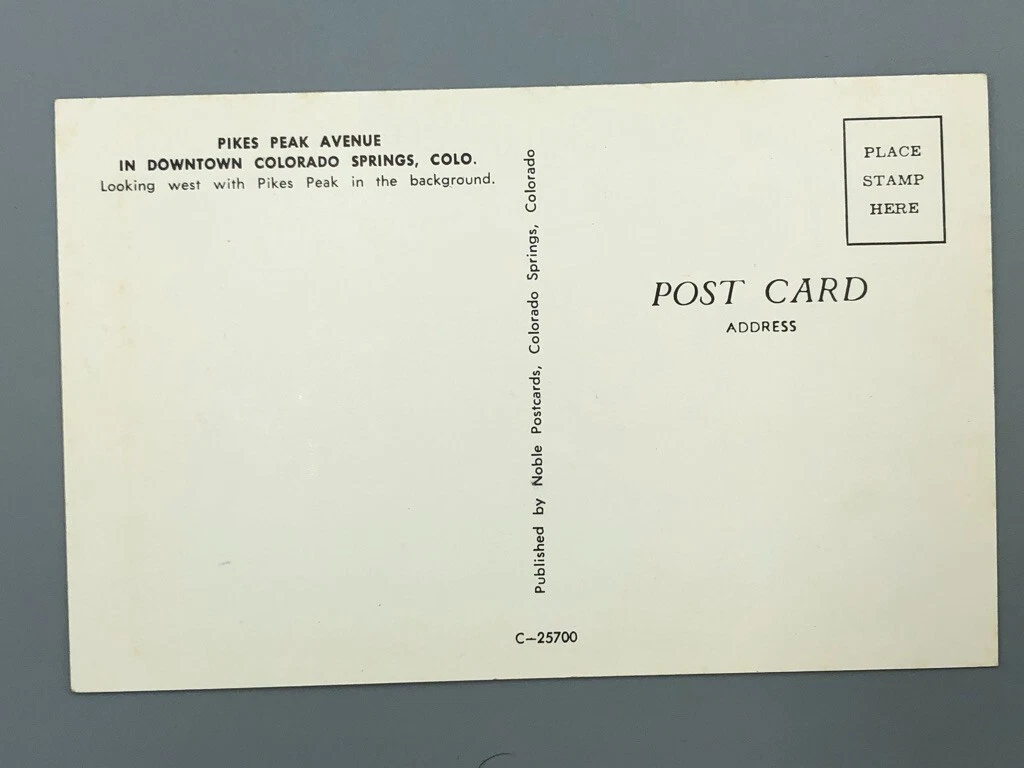 PIKES PEAK AVENUE
IN DOWNTOWN COLORADO SPRINGS, COLO.
Looking west with Pikes Peak in the background.
Published by Noble Postcards, Colorado Springs, Colorado
C—25700
PLACE
STAMP
HERE
POST CARD
ADDRESS